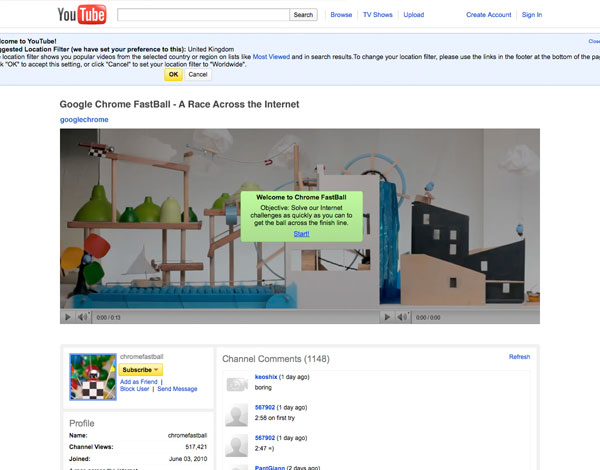 YouTube
Search
Browse | TV Shows | Upload
Create Account | Sign In
lcome to YouTube!
Close
ggested Location Filter (we have set your preference to this): United Kingdom
e location filter shows you popular videos from the selected country or region on lists like Most Viewed and in search results.To change your location filter, please use the links in the footer at the bottom of the pag
k "OK" to accept this setting, or click "Cancel" to set your location filter to "Worldwide".
OK
Cancel
Google Chrome FastBall - A Race Across the Internet
googlechrome
Welcome to Chrome FastBall
Objective: Solve our Internet
challenges as quickly as you can to
get the ball across the finish line.
Start!
0:00 / 0:13
0:00 / 0:00
chromefastball
Subscribe
Add as Friend |
Block User | Send Message
Profile
Name: chromefastball
Channel Views: 517,421
Joined: June 03, 2010
Channel Comments (1148)
Refresh
keoshix (1 day ago)
boring
567902 (1 day ago)
2:58 on first try
567902 (1 day ago)
2:47 =)
PantGiann (2 days ago)